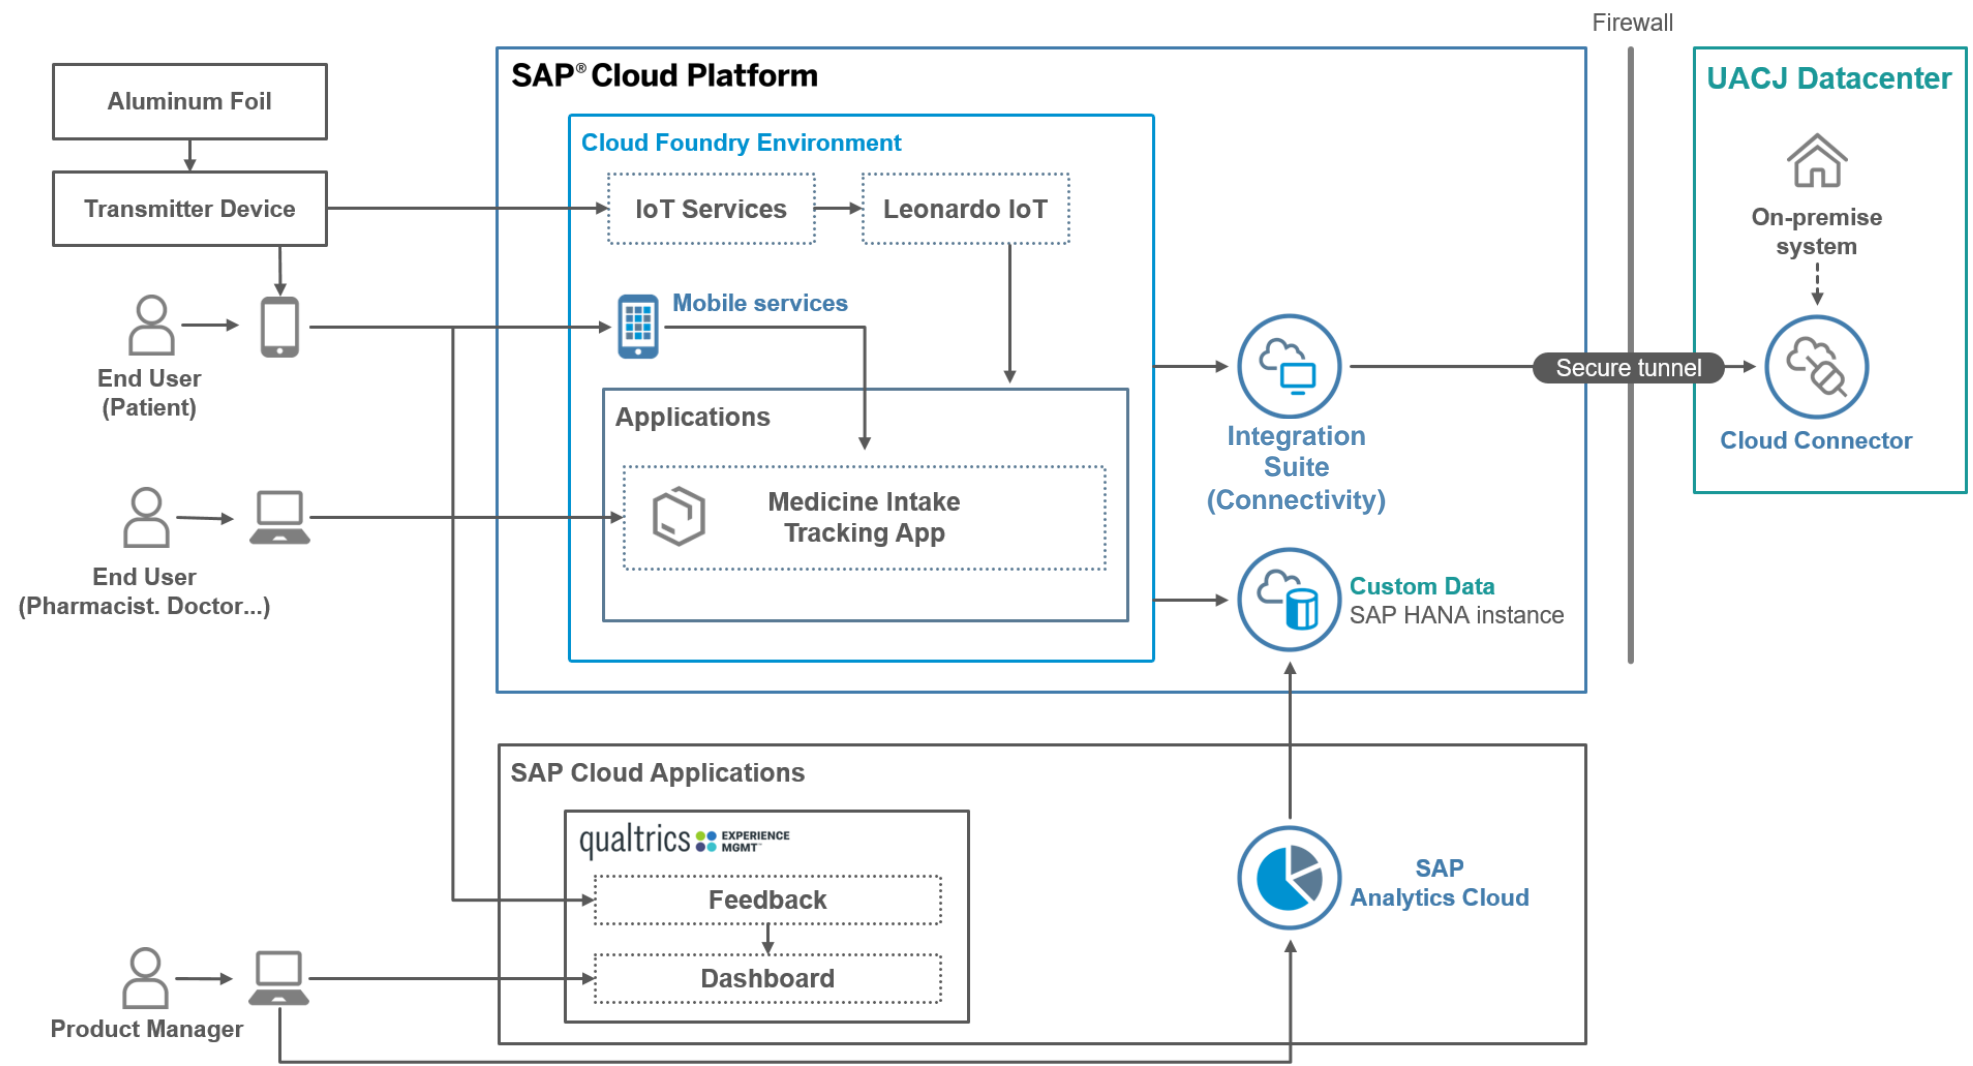 Firewall
SAP® Cloud Platform
UACJ Datacenter
Aluminum Foil
Cloud Foundry Environment
Transmitter Device
IoT Services
Leonardo IoT
On-premise
system
Mobile services
End User
(Patient)
Secure tunnel
Applications
Integration
Suite
(Connectivity)
Cloud Connector
Medicine Intake
Tracking App
End User
(Pharmacist. Doctor...)
Custom Data
SAP HANA instance
SAP Cloud Applications
qualtrics EXPERIENCE
MGMT™
SAP
Analytics Cloud
Feedback
Dashboard
Product Manager